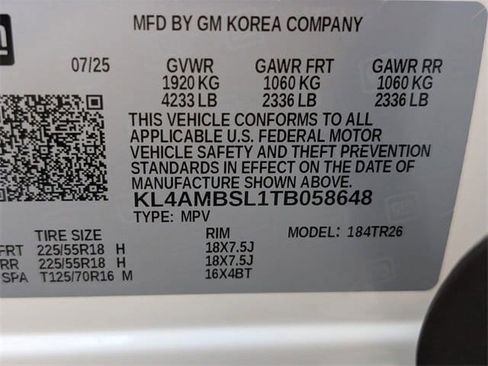 gm
MFD BY GM KOREA COMPANY
07/25 GVWR GAWR FRT GAWR RR
1920 KG 1060 KG 1060 KG
4233 LB 2336 LB 2336 LB
THIS VEHICLE CONFORMS TO ALL
APPLICABLE U.S. FEDERAL MOTOR
VEHICLE SAFETY AND THEFT PREVENTION
STANDARDS IN EFFECT ON THE DATE OF
MANUFACTURE SHOWN ABOVE.
KL4AMBSL1TB058648
TYPE: MPV MODEL: 184TR26
TIRE SIZE RIM
FRT 225/55R18 H 18X7.5J
RR 225/55R18 H 18X7.5J
SPA T125/70R16 M 16X4BT